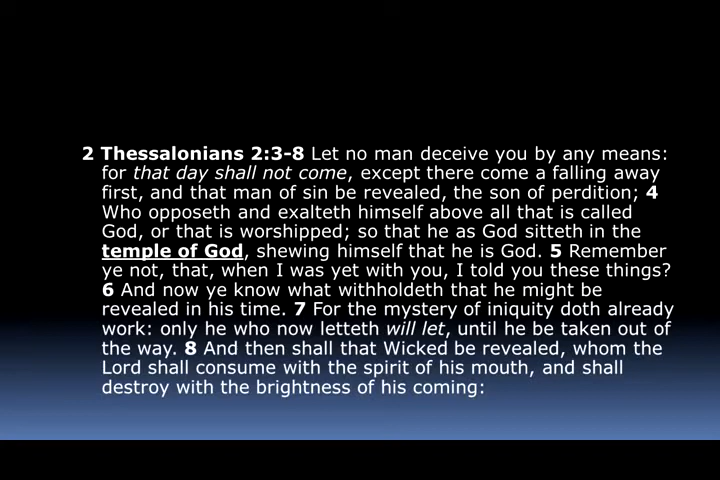 2 Thessalonians 2:3-8 Let no man deceive you by any means:
for that day shall not come, except there come a falling away
first, and that man of sin be revealed, the son of perdition; 4
Who opposeth and exalteth himself above all that is called
God, or that is worshipped; so that he as God sitteth in the
temple of God, shewing himself that he is God. 5 Remember
ye not, that, when I was yet with you, I told you these things?
6 And now ye know what withholdeth that he might be
revealed in his time. 7 For the mystery of iniquity doth already
work: only he who now letteth will let, until he be taken out of
the way. 8 And then shall that Wicked be revealed, whom the
Lord shall consume with the spirit of his mouth, and shall
destroy with the brightness of his coming: